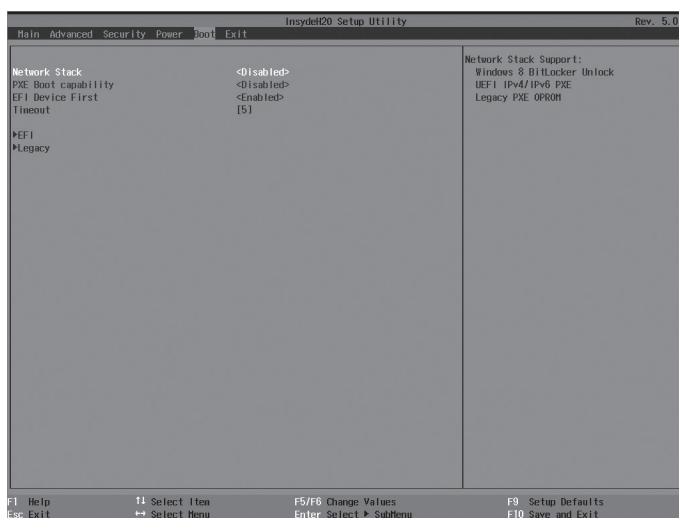 InsydeH20 Setup Utility Rev. 5.0
Main Advanced Security Power Boot Exit
Network Stack <Disabled>
PXE Boot capability <Disabled>
EFI Device First <Enabled>
Timeout [5]
▶EFI
▶Legacy
Network Stack Support:
Windows 8 BitLocker Unlock
UEFI IPv4/IPv6 PXE
Legacy PXE OPROM
F1 Help ↑↓ Select Item F5/F6 Change Values F9 Setup Defaults
Esc Exit ↔ Select Menu Enter Select ▶ SubMenu F10 Save and Exit